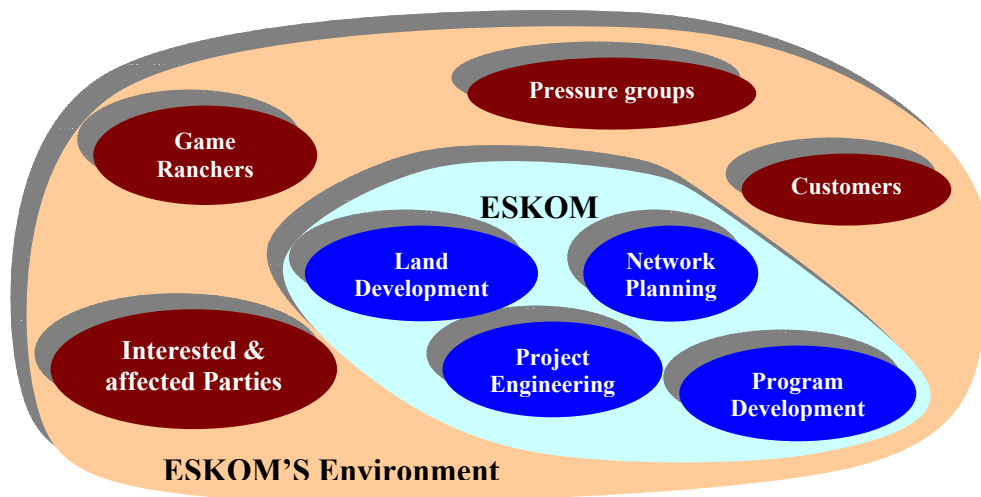 Pressure groups
Game
Ranchers
Customers
ESKOM
Land
Development
Network
Planning
Interested &
affected Parties
Project
Engineering
Program
Development
ESKOM’S Environment